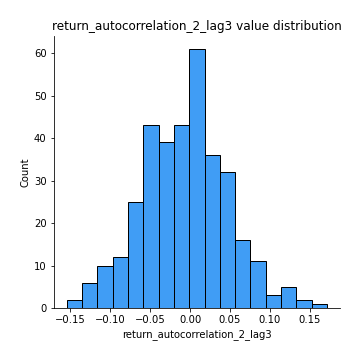 return_autocorrelation_2_lag3 value distribution
60
50
40
30
20
10
0
Count
−0.15 −0.10 −0.05 0.00 0.05 0.10 0.15
return_autocorrelation_2_lag3